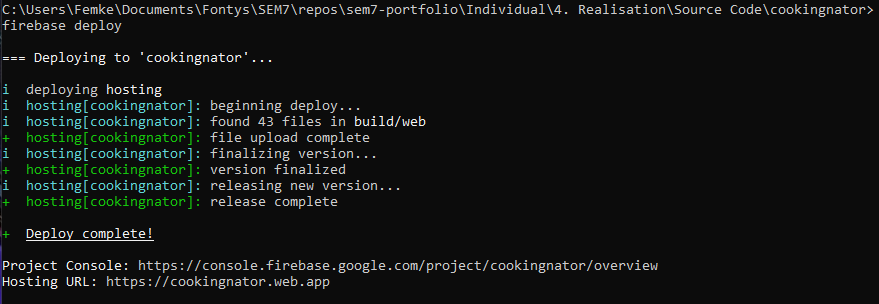 C:\Users\Femke\Documents\Fontys\SEM7\repos\sem7-portfolio\Individual\4. Realisation\Source Code\cookingnator>
firebase deploy
=== Deploying to 'cookingnator'...
i  deploying hosting
i  hosting[cookingnator]: beginning deploy...
i  hosting[cookingnator]: found 43 files in build/web
+  hosting[cookingnator]: file upload complete
i  hosting[cookingnator]: finalizing version...
+  hosting[cookingnator]: version finalized
i  hosting[cookingnator]: releasing new version...
+  hosting[cookingnator]: release complete
+  Deploy complete!
Project Console: https://console.firebase.google.com/project/cookingnator/overview
Hosting URL: https://cookingnator.web.app